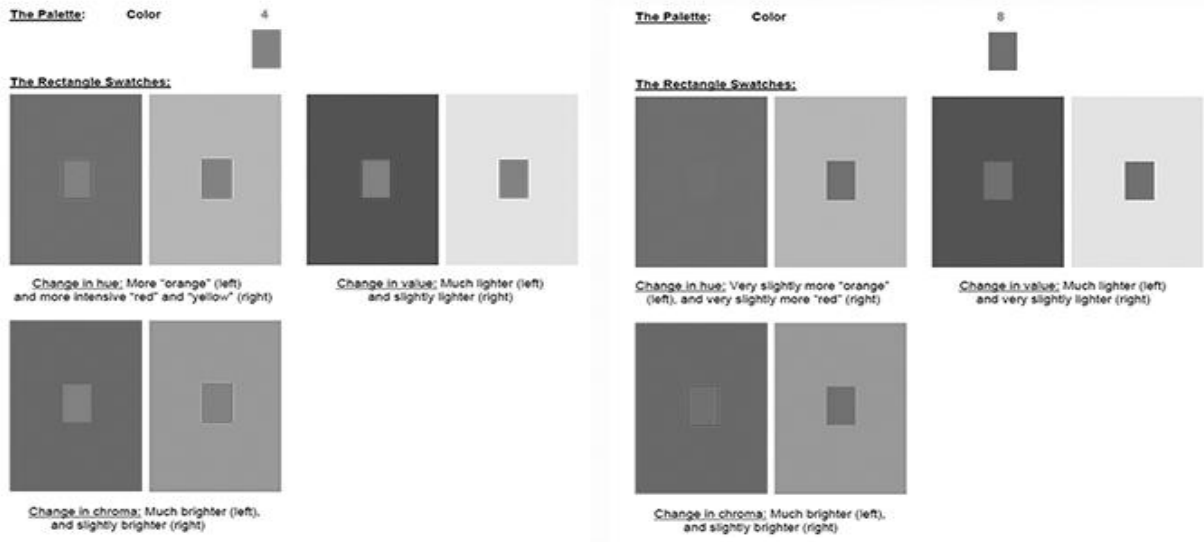 The Palette: Color 4
The Rectangle Swatches:
Change in hue: More "orange" (left)
and more intensive "red" and "yellow" (right)
Change in value: Much lighter (left)
and slightly lighter (right)
Change in chroma: Much brighter (left),
and slightly brighter (right)
The Palette: Color 8
The Rectangle Swatches:
Change in hue: Very slightly more "orange"
(left), and very slightly more "red" (right)
Change in value: Much lighter (left)
and very slightly lighter (right)
Change in chroma: Much brighter (left),
and slightly brighter (right)